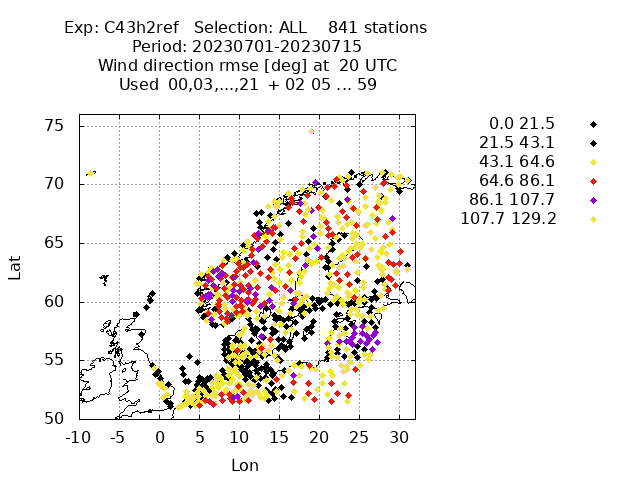 Exp: C43h2ref   Selection: ALL    841 stations
Period: 20230701-20230715
Wind direction rmse [deg] at  20 UTC
Used  00,03,...,21  + 02 05 ... 59
75
70
65
60
55
50
Lat
-10 -5 0 5 10 15 20 25 30
Lon
0.0 21.5
21.5 43.1
43.1 64.6
64.6 86.1
86.1 107.7
107.7 129.2